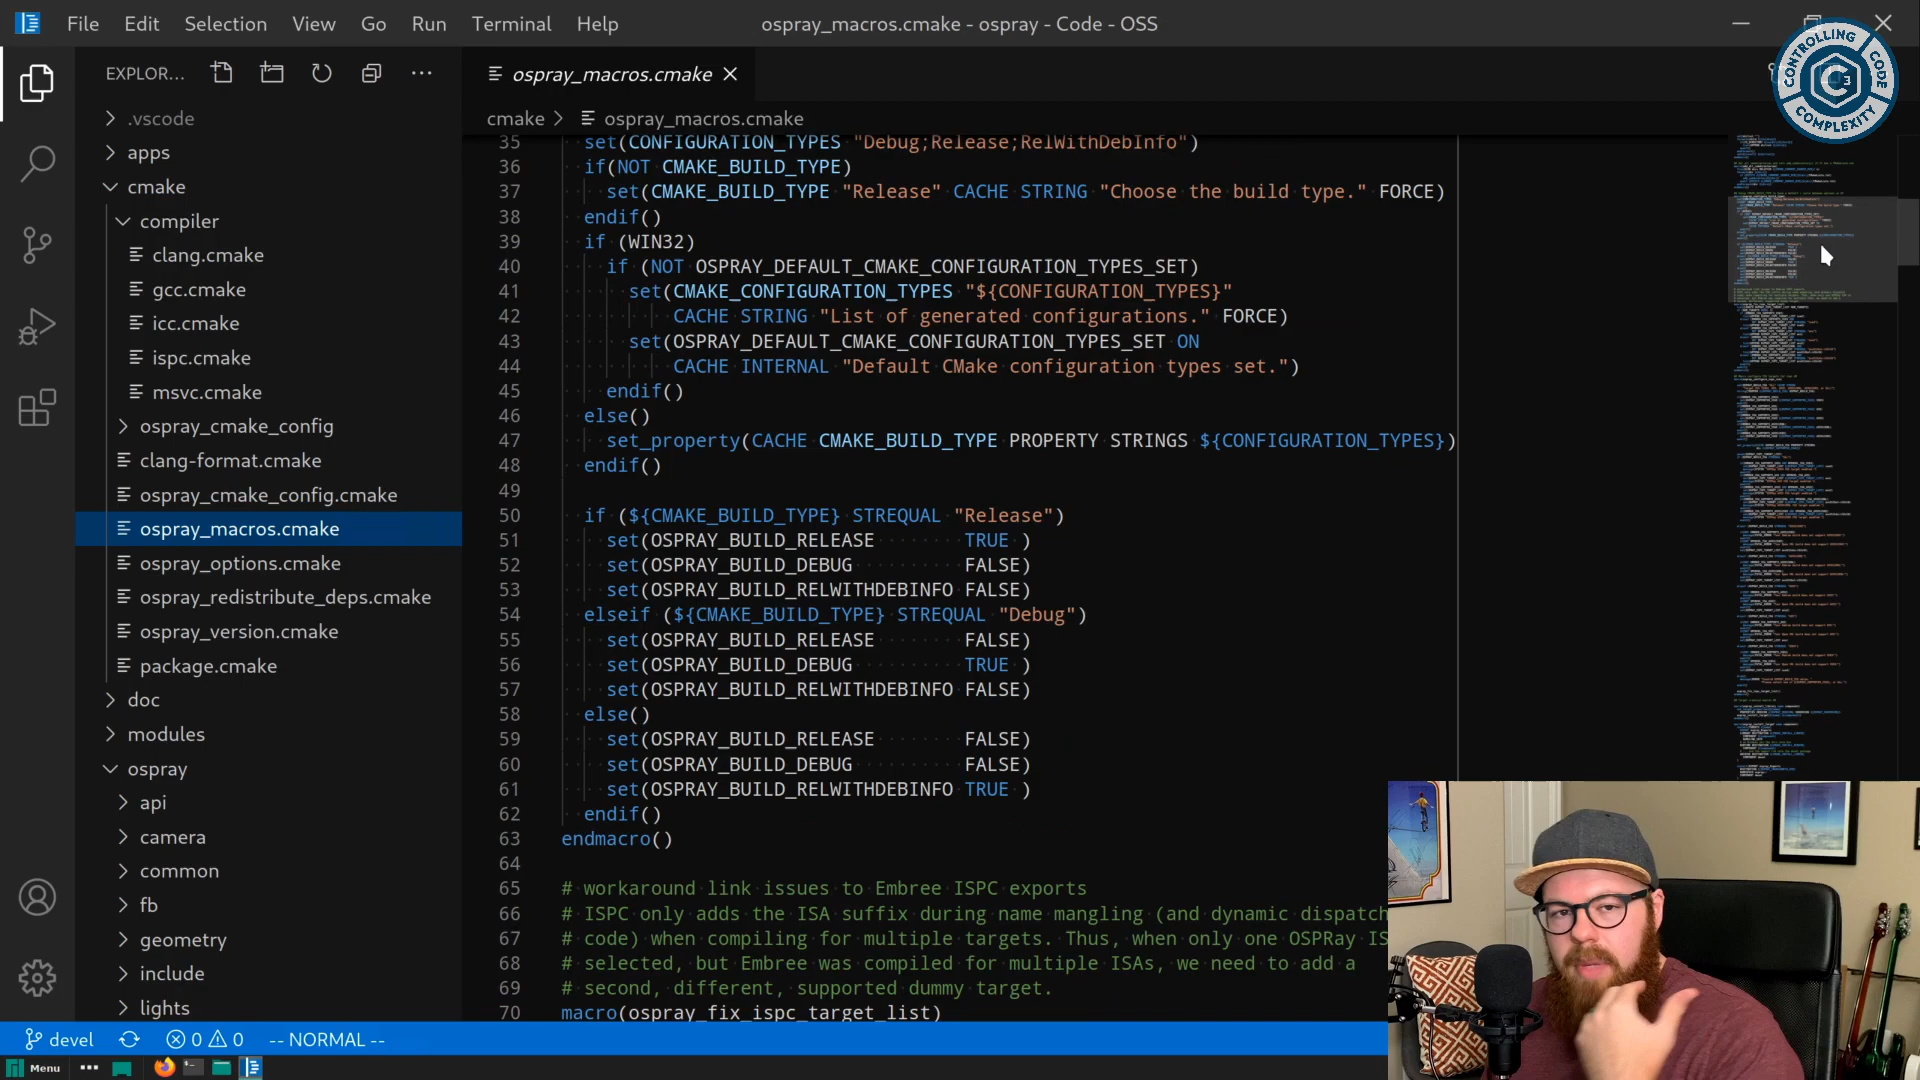 File Edit Selection View Go Run Terminal Help
ospray_macros.cmake - ospray - Code - OSS
CONTROLLING CODE COMPLEXITY
C3
EXPLOR...
ospray_macros.cmake
cmake > ospray_macros.cmake
.vscode
apps
cmake
compiler
clang.cmake
gcc.cmake
icc.cmake
ispc.cmake
msvc.cmake
ospray_cmake_config
clang-format.cmake
ospray_cmake_config.cmake
ospray_macros.cmake
ospray_options.cmake
ospray_redistribute_deps.cmake
ospray_version.cmake
package.cmake
doc
modules
ospray
api
camera
common
fb
geometry
include
lights
35 set(CONFIGURATION_TYPES "Debug;Release;RelWithDebInfo")
36 if(NOT CMAKE_BUILD_TYPE)
37 set(CMAKE_BUILD_TYPE "Release" CACHE STRING "Choose the build type." FORCE)
38 endif()
39 if (WIN32)
40 if (NOT OSPRAY_DEFAULT_CMAKE_CONFIGURATION_TYPES_SET)
41 set(CMAKE_CONFIGURATION_TYPES "${CONFIGURATION_TYPES}"
42 CACHE STRING "List of generated configurations." FORCE)
43 set(OSPRAY_DEFAULT_CMAKE_CONFIGURATION_TYPES_SET ON
44 CACHE INTERNAL "Default CMake configuration types set.")
45 endif()
46 else()
47 set_property(CACHE CMAKE_BUILD_TYPE PROPERTY STRINGS ${CONFIGURATION_TYPES})
48 endif()
49
50 if (${CMAKE_BUILD_TYPE} STREQUAL "Release")
51 set(OSPRAY_BUILD_RELEASE TRUE )
52 set(OSPRAY_BUILD_DEBUG FALSE)
53 set(OSPRAY_BUILD_RELWITHDEBINFO FALSE)
54 elseif (${CMAKE_BUILD_TYPE} STREQUAL "Debug")
55 set(OSPRAY_BUILD_RELEASE FALSE)
56 set(OSPRAY_BUILD_DEBUG TRUE )
57 set(OSPRAY_BUILD_RELWITHDEBINFO FALSE)
58 else()
59 set(OSPRAY_BUILD_RELEASE FALSE)
60 set(OSPRAY_BUILD_DEBUG FALSE)
61 set(OSPRAY_BUILD_RELWITHDEBINFO TRUE )
62 endif()
63 endmacro()
64
65 # workaround link issues to Embree ISPC exports
66 # ISPC only adds the ISA suffix during name mangling (and dynamic dispatch
67 # code) when compiling for multiple targets. Thus, when only one OSPRay IS
68 # selected, but Embree was compiled for multiple ISAs, we need to add a
69 # second, different, supported dummy target.
70 macro(ospray_fix_ispc_target_list)
devel 0 0 -- NORMAL --
Menu